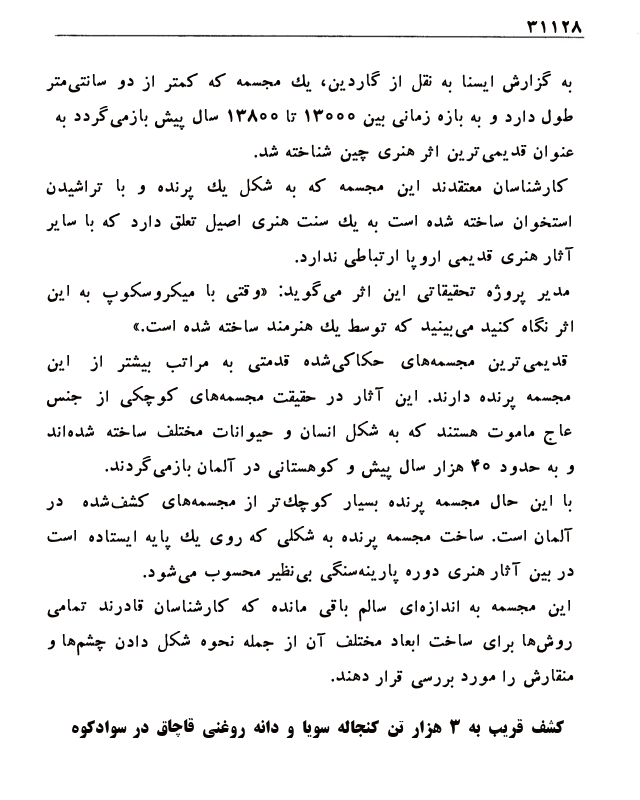 ۳۱۱۲۸
به گزارش ایسنا به نقل از گاردین، یك مجسمه که کمتر از دو سانتی‌متر
طول دارد و به بازه زمانی بین ۱۳۰۰۰ تا ۱۳۸۰۰ سال پیش بازمی‌گردد به
عنوان قدیمی‌ترین اثر هنری چین شناخته شد.
کارشناسان معتقدند این مجسمه که به شکل یك پرنده و با تراشیدن
استخوان ساخته شده است به یك سنت هنری اصیل تعلق دارد که با سایر
آثار هنری قدیمی اروپا ارتباطی ندارد.
مدیر پروژه تحقیقاتی این اثر می‌گوید: «وقتی با میکروسکوپ به این
اثر نگاه کنید می‌بینید که توسط یك هنرمند ساخته شده است.»
قدیمی‌ترین مجسمه‌های حکاکی‌شده قدمتی به مراتب بیشتر از این
مجسمه پرنده دارند. این آثار در حقیقت مجسمه‌های کوچکی از جنس
عاج ماموت هستند که به شکل انسان و حیوانات مختلف ساخته شده‌اند
و به حدود ۴۰ هزار سال پیش و کوهستانی در آلمان بازمی‌گردند.
با این حال مجسمه پرنده بسیار کوچك‌تر از مجسمه‌های کشف‌شده در
آلمان است. ساخت مجسمه پرنده به شکلی که روی یك پایه ایستاده است
در بین آثار هنری دوره پارینه‌سنگی بی‌نظیر محسوب می‌شود.
این مجسمه به اندازه‌ای سالم باقی مانده که کارشناسان قادرند تمامی
روش‌ها برای ساخت ابعاد مختلف آن از جمله نحوه شکل دادن چشم‌ها و
منقارش را مورد بررسی قرار دهند.
کشف قریب به ۳ هزار تن کنجاله سویا و دانه روغنی قاچاق در سوادکوه